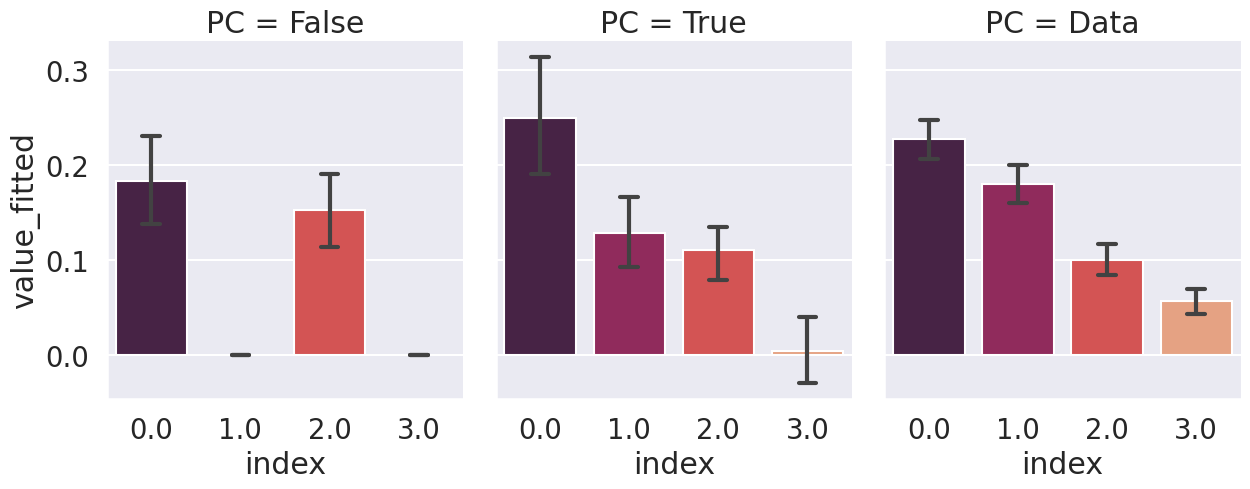 PC = False
PC = True
PC = Data
value_fitted
0.3
0.2
0.1
0.0
0.0 1.0 2.0 3.0
0.0 1.0 2.0 3.0
0.0 1.0 2.0 3.0
index
index
index